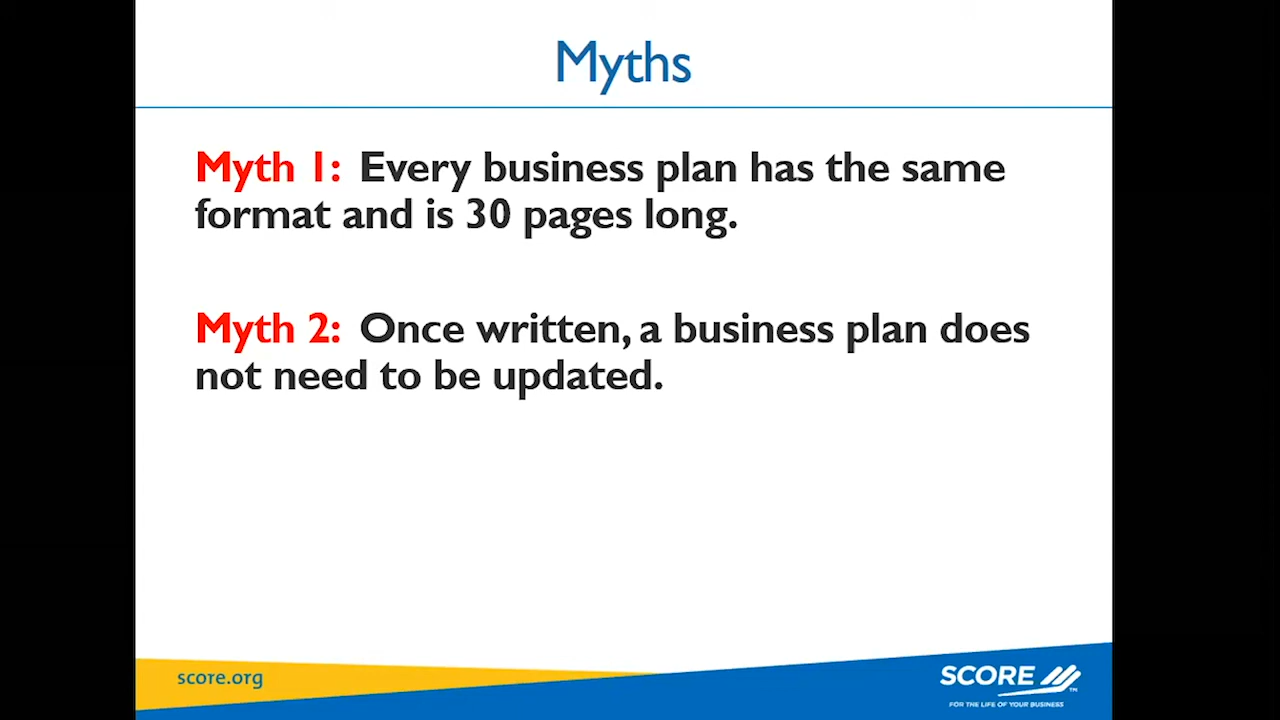 Myths
Myth 1: Every business plan has the same
format and is 30 pages long.
Myth 2: Once written, a business plan does
not need to be updated.
score.org
SCORE
TM
FOR THE LIFE OF YOUR BUSINESS